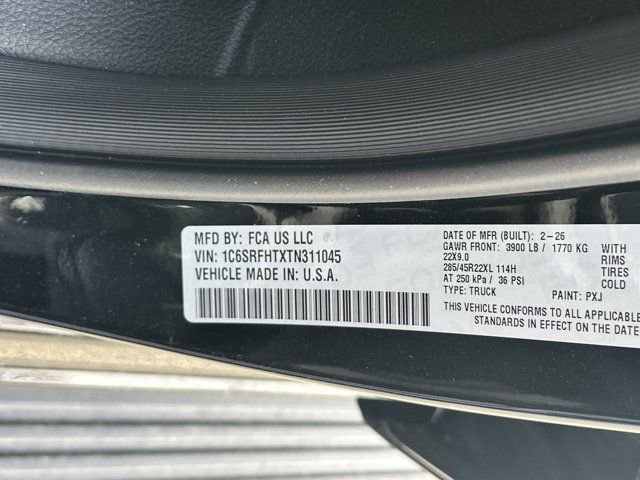 MFD BY: FCA US LLC
VIN: 1C6SRFHTXTN311045
VEHICLE MADE IN U.S.A.
DATE OF MFR (BUILT): 2-26
GAWR FRONT: 3900 LB / 1770 KG WITH
22X9.0 RIMS
285/45R22XL 114H TIRES
AT 250 kPa / 36 PSI COLD
TYPE: TRUCK PAINT: PXJ
THIS VEHICLE CONFORMS TO ALL APPLICABLE
STANDARDS IN EFFECT ON THE DATE